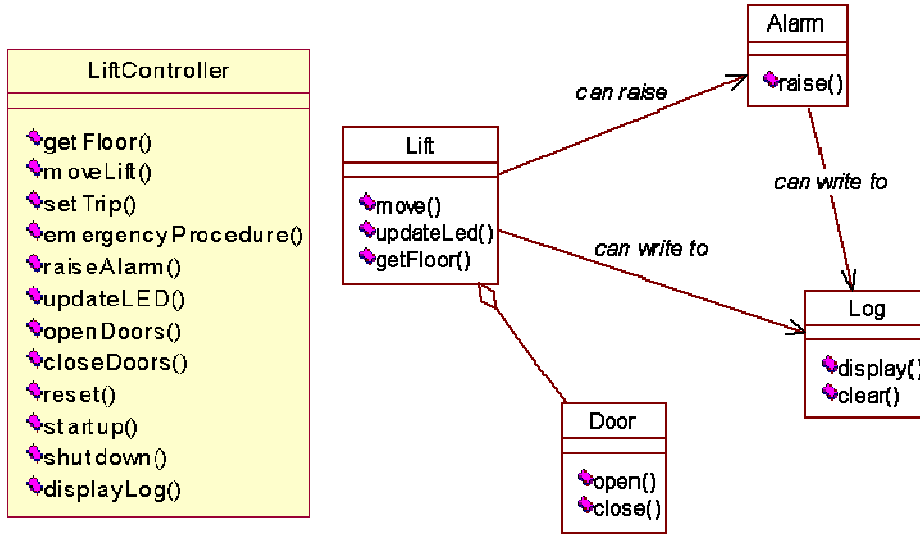 LiftController
getFloor()
moveLift()
setTrip()
emergencyProcedure()
raiseAlarm()
updateLED()
openDoors()
closeDoors()
reset()
startup()
shutdown()
displayLog()
Lift
move()
updateLed()
getFloor()
can raise
Alarm
raise()
can write to
can write to
Log
display()
clear()
Door
open()
close()